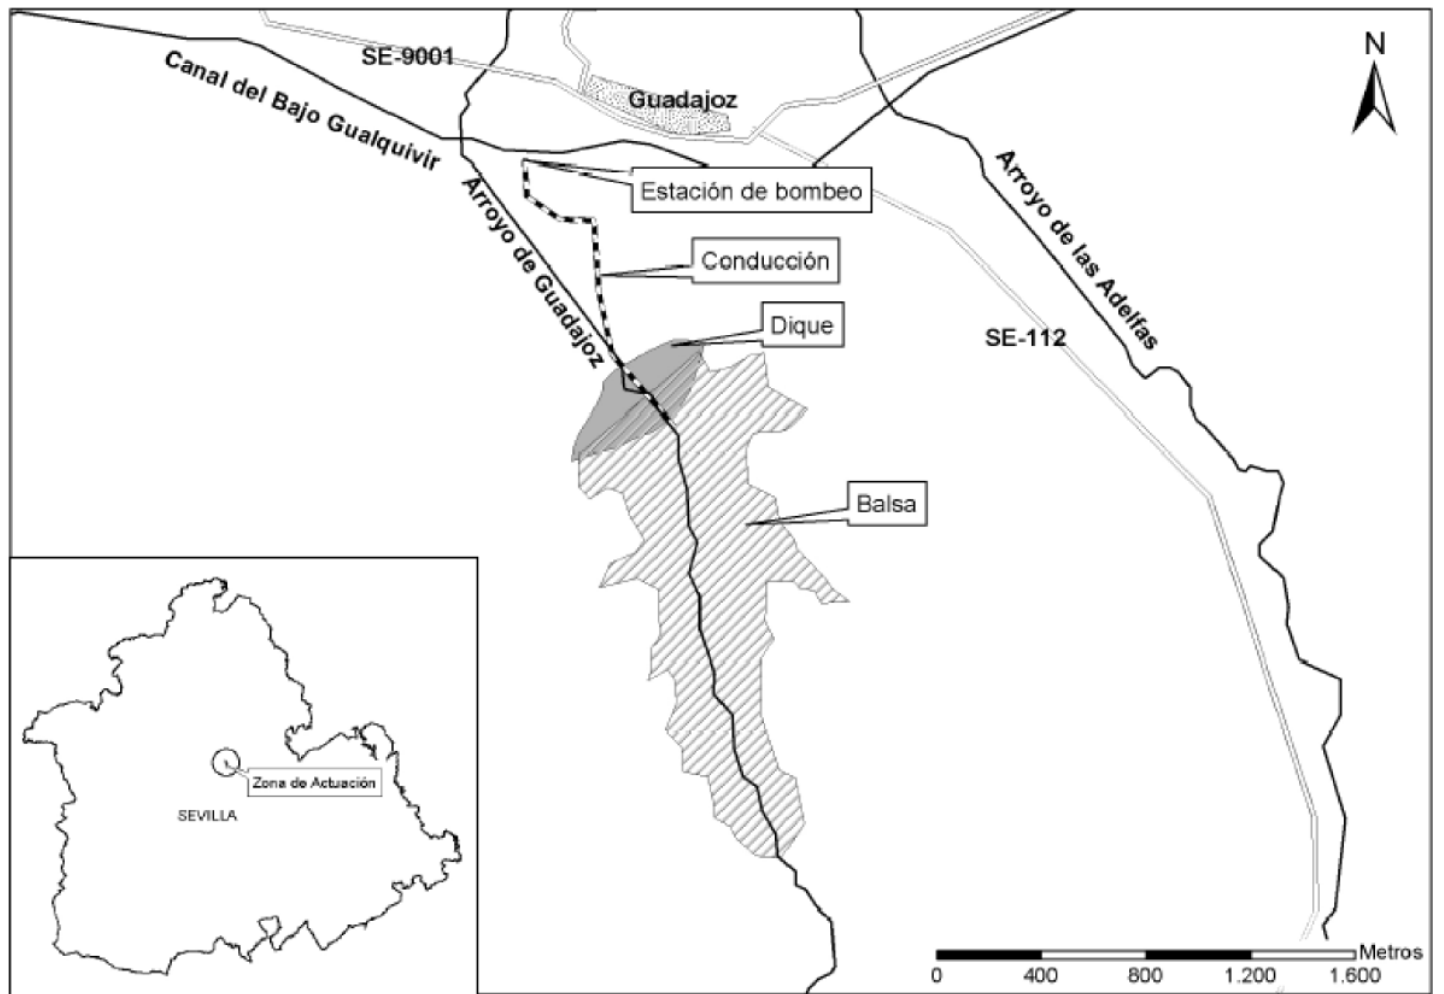 N
SE-9001
Guadajoz
Canal del Bajo Gualquivir
Estación de bombeo
Arroyo de Guadajoz
Arroyo de las Adelfas
Conducción
Dique
SE-112
Balsa
Zona de Actuación
SEVILLA
Metros
0 400 800 1.200 1.600